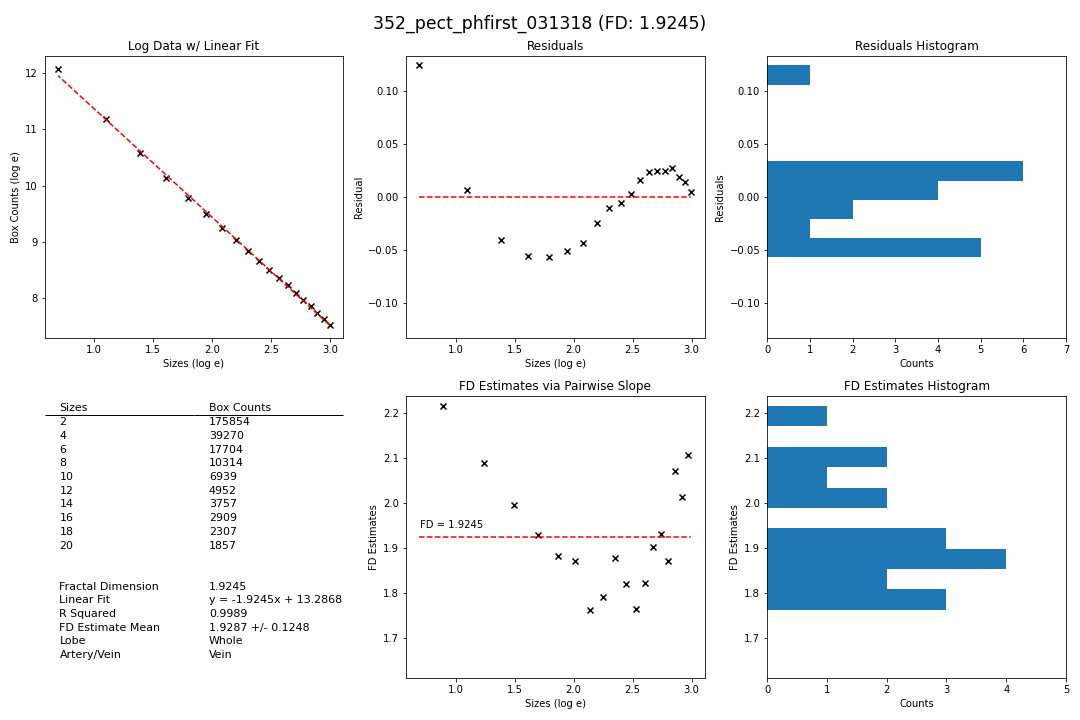 352_pect_phfirst_031318 (FD: 1.9245)
Log Data w/ Linear Fit
12
11
10
9
8
Box Counts (log e)
1.0 1.5 2.0 2.5 3.0
Sizes (log e)
Residuals
0.10
0.05
0.00
−0.05
−0.10
Residual
1.0 1.5 2.0 2.5 3.0
Sizes (log e)
Residuals Histogram
0.10
0.05
0.00
−0.05
−0.10
Residuals
0 1 2 3 4 5 6 7
Counts
Sizes Box Counts
2 175854
4 39270
6 17704
8 10314
10 6939
12 4952
14 3757
16 2909
18 2307
20 1857
Fractal Dimension 1.9245
Linear Fit y = -1.9245x + 13.2868
R Squared 0.9989
FD Estimate Mean 1.9287 +/- 0.1248
Lobe Whole
Artery/Vein Vein
FD Estimates via Pairwise Slope
2.2
2.1
2.0
1.9
1.8
1.7
FD Estimates
FD = 1.9245
1.0 1.5 2.0 2.5 3.0
Sizes (log e)
FD Estimates Histogram
2.2
2.1
2.0
1.9
1.8
1.7
FD Estimates
0 1 2 3 4 5
Counts